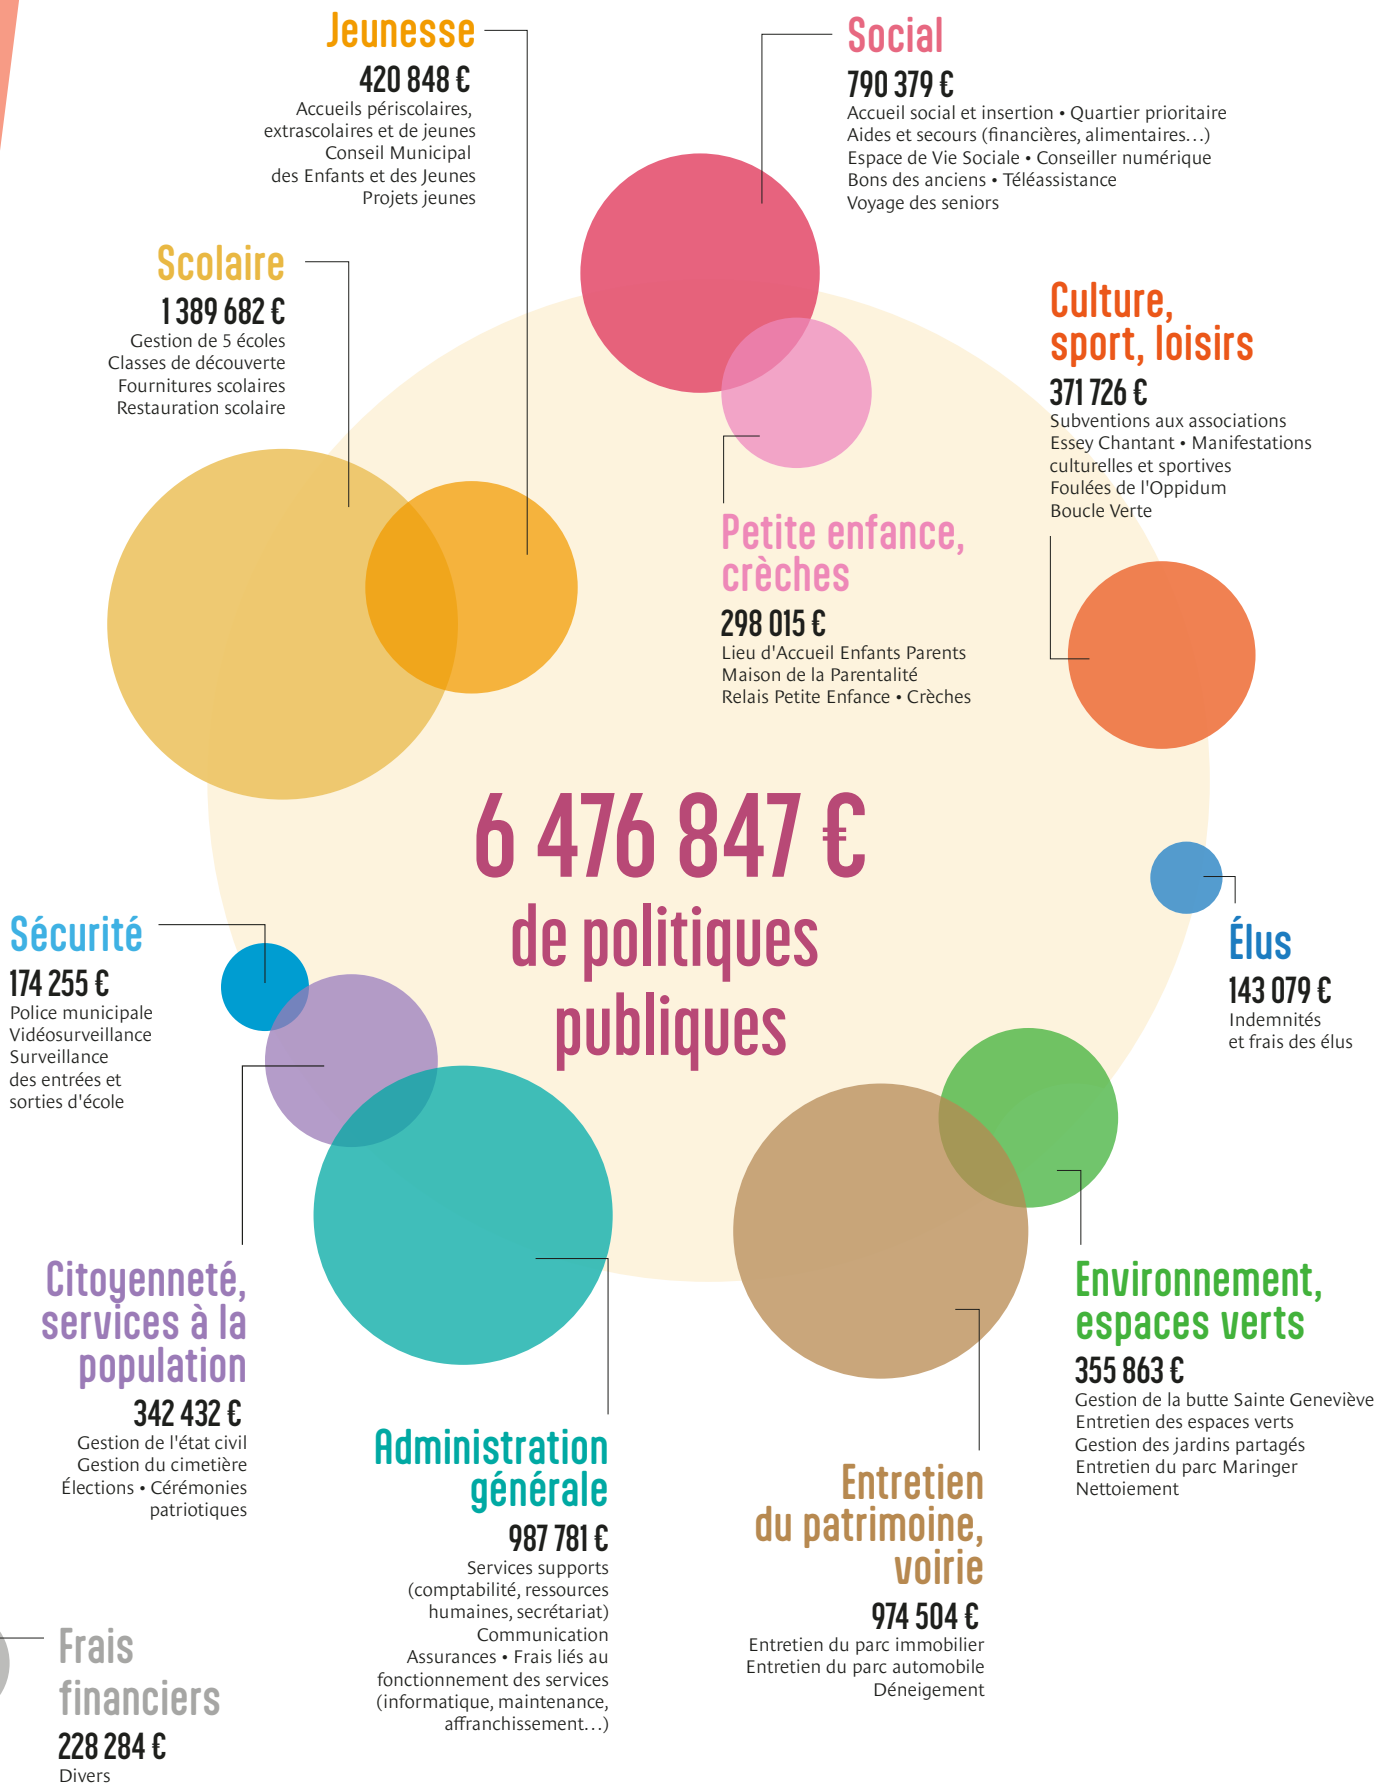 Jeunesse
420 848 €
Accueils périscolaires,
extrascolaires et de jeunes
Conseil Municipal
des Enfants et des Jeunes
Projets jeunes
Social
790 379 €
Accueil social et insertion • Quartier prioritaire
Aides et secours (financières, alimentaires…)
Espace de Vie Sociale • Conseiller numérique
Bons des anciens • Téléassistance
Voyage des seniors
Scolaire
1 389 682 €
Gestion de 5 écoles
Classes de découverte
Fournitures scolaires
Restauration scolaire
Culture,
sport, loisirs
371 726 €
Subventions aux associations
Essey Chantant • Manifestations
culturelles et sportives
Foulées de l'Oppidum
Boucle Verte
Petite enfance,
crèches
298 015 €
Lieu d'Accueil Enfants Parents
Maison de la Parentalité
Relais Petite Enfance • Crèches
6 476 847 €
de politiques
publiques
Sécurité
174 255 €
Police municipale
Vidéosurveillance
Surveillance
des entrées et
sorties d'école
Élus
143 079 €
Indemnités
et frais des élus
Citoyenneté,
services à la
population
342 432 €
Gestion de l'état civil
Gestion du cimetière
Élections • Cérémonies
patriotiques
Administration
générale
987 781 €
Services supports
(comptabilité, ressources
humaines, secrétariat)
Communication
Assurances • Frais liés au
fonctionnement des services
(informatique, maintenance,
affranchissement…)
Entretien
du patrimoine,
voirie
974 504 €
Entretien du parc immobilier
Entretien du parc automobile
Déneigement
Environnement,
espaces verts
355 863 €
Gestion de la butte Sainte Geneviève
Entretien des espaces verts
Gestion des jardins partagés
Entretien du parc Maringer
Nettoiement
Frais
financiers
228 284 €
Divers